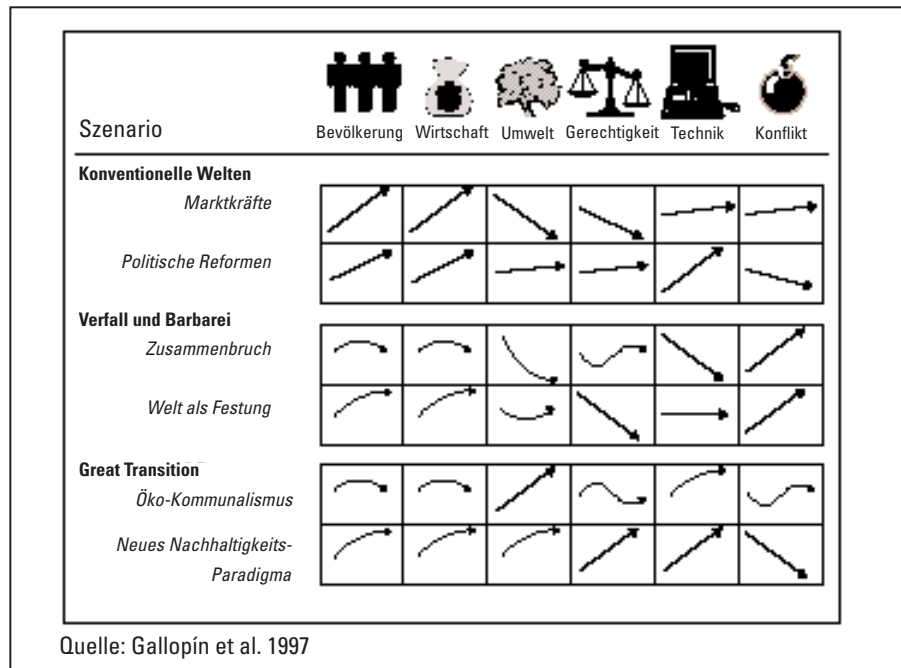 Szenario
Bevölkerung Wirtschaft Umwelt Gerechtigkeit Technik Konflikt
Konventionelle Welten
Marktkräfte
Politische Reformen
Verfall und Barbarei
Zusammenbruch
Welt als Festung
Great Transition
Öko-Kommunalismus
Neues Nachhaltigkeits-
Paradigma
Quelle: Gallopín et al. 1997